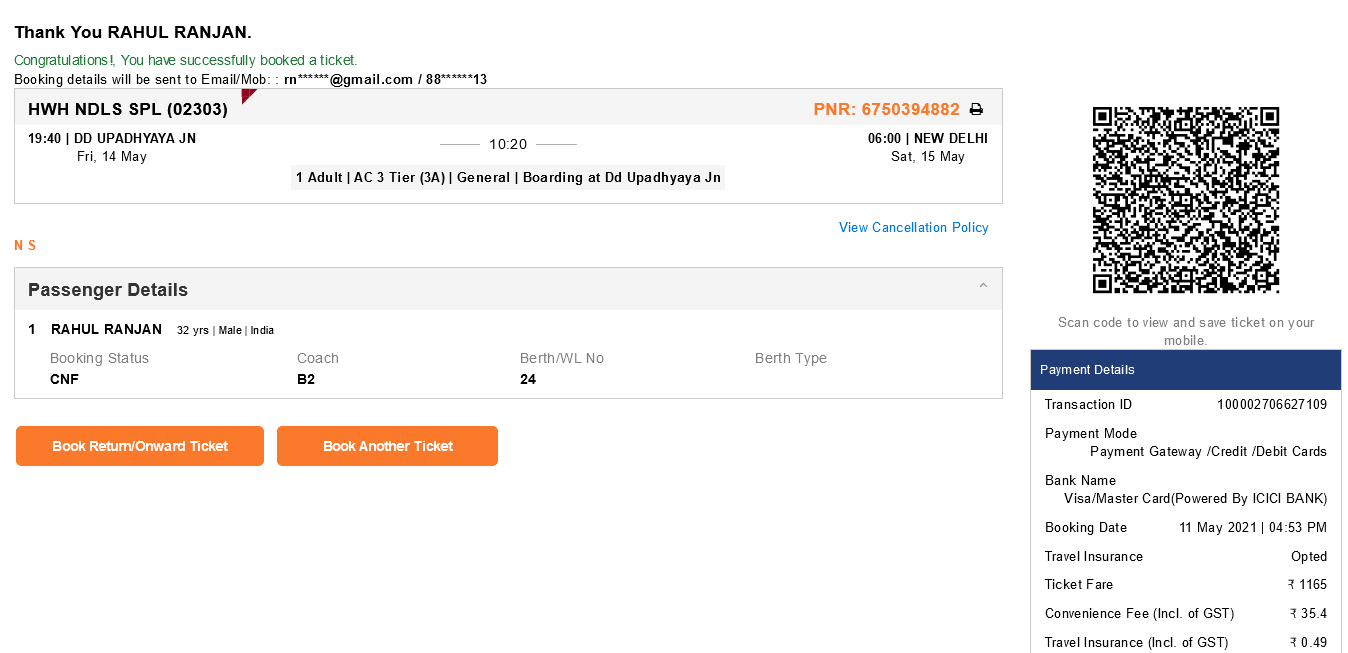 Thank You RAHUL RANJAN.
Congratulations!, You have successfully booked a ticket.
Booking details will be sent to Email/Mob: : rn******@gmail.com / 88******13
HWH NDLS SPL (02303)
PNR: 6750394882
19:40 | DD UPADHYAYA JN
Fri, 14 May
10:20
06:00 | NEW DELHI
Sat, 15 May
1 Adult | AC 3 Tier (3A) | General | Boarding at Dd Upadhyaya Jn
View Cancellation Policy
N S
Passenger Details
1 RAHUL RANJAN 32 yrs | Male | India
Booking Status Coach Berth/WL No Berth Type
CNF B2 24
Book Return/Onward Ticket
Book Another Ticket
Scan code to view and save ticket on your
mobile.
Payment Details
Transaction ID 100002706627109
Payment Mode
Payment Gateway /Credit /Debit Cards
Bank Name
Visa/Master Card(Powered By ICICI BANK)
Booking Date 11 May 2021 | 04:53 PM
Travel Insurance Opted
Ticket Fare ₹ 1165
Convenience Fee (Incl. of GST) ₹ 35.4
Travel Insurance (Incl. of GST) ₹ 0.49